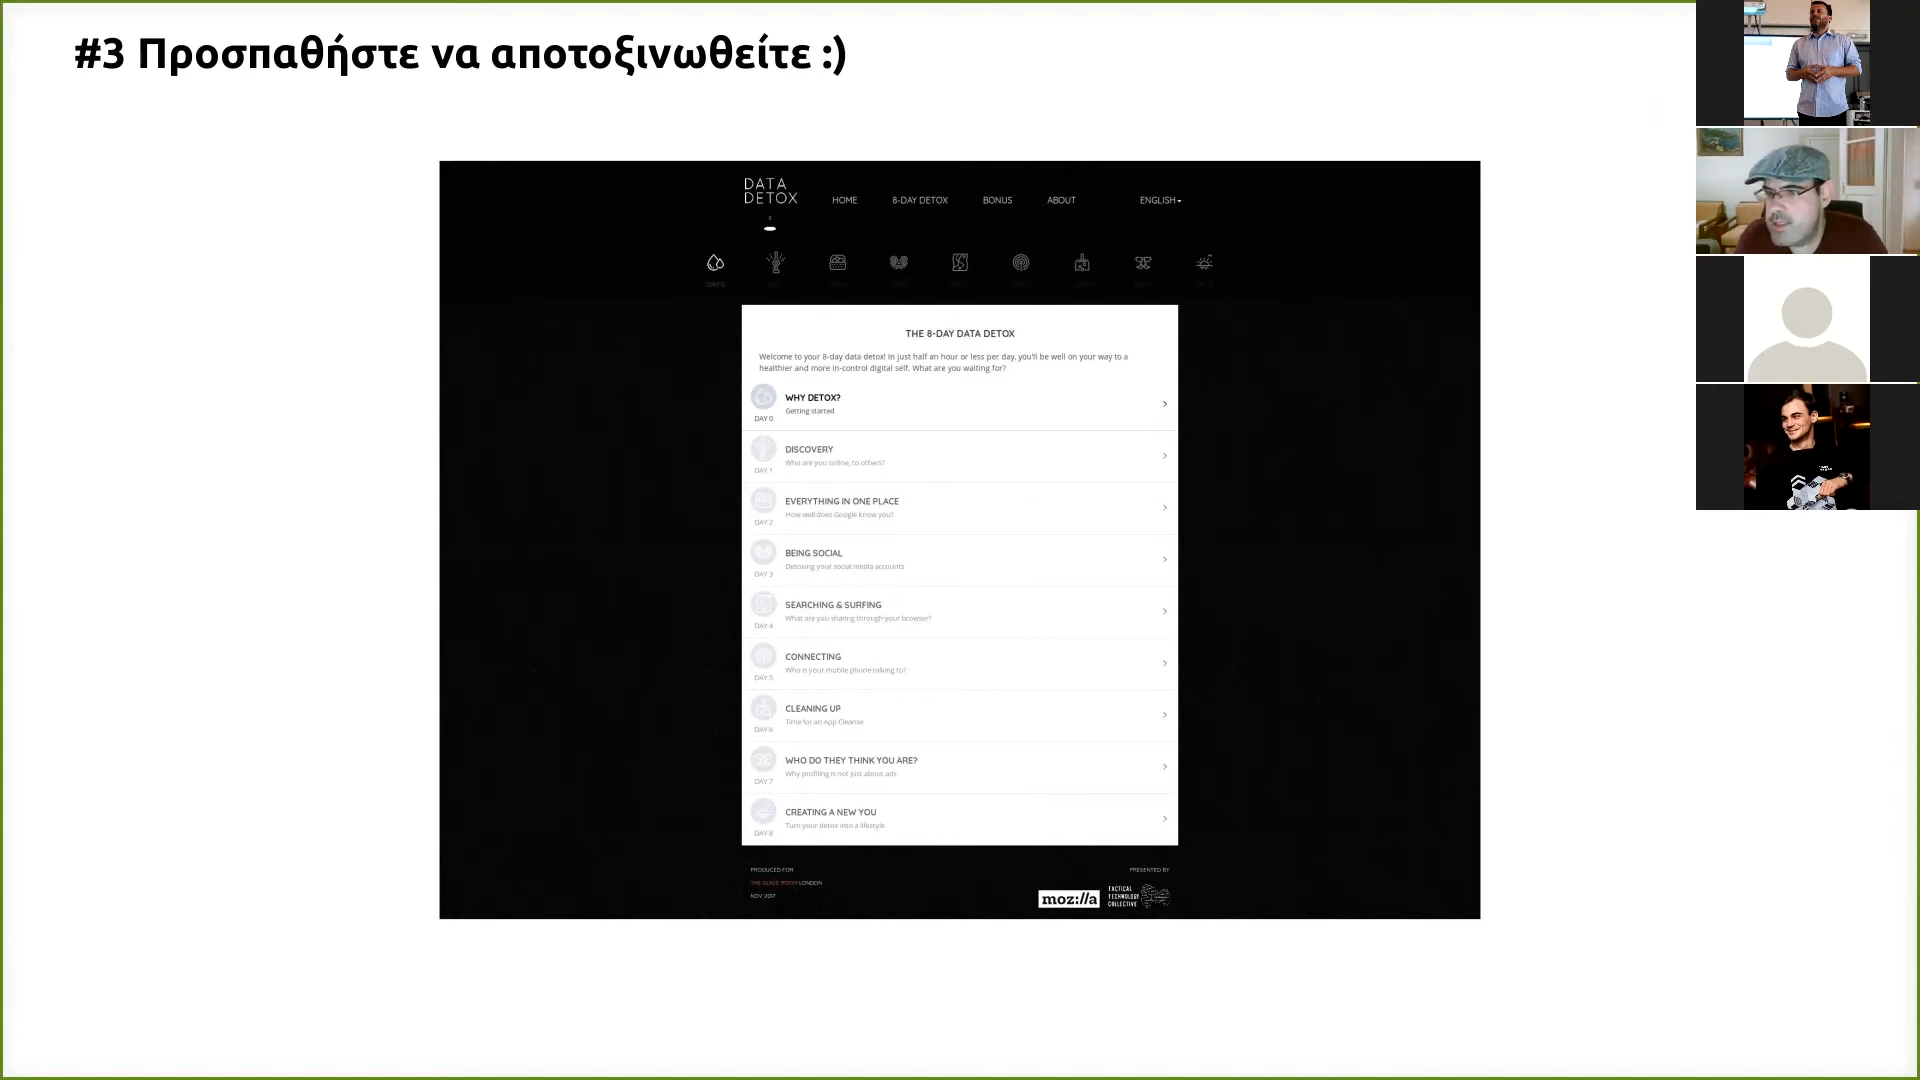 #3 Προσπαθήστε να αποτοξινωθείτε :)
DATA
DETOX
HOME
8-DAY DETOX
BONUS
ABOUT
ENGLISH
DAY 0
THE 8-DAY DATA DETOX
Welcome to your 8-day data detox! In just half an hour or less per day, you'll be well on your way to a
healthier and more in-control digital self. What are you waiting for?
WHY DETOX?
Getting started
DAY 0
DISCOVERY
Who are you online, to others?
DAY 1
EVERYTHING IN ONE PLACE
How well does Google know you?
DAY 2
BEING SOCIAL
Detoxing your social media accounts
DAY 3
SEARCHING & SURFING
What are you sharing through your browser?
DAY 4
CONNECTING
Who is your mobile phone talking to?
DAY 5
CLEANING UP
Time for an App Cleanse
DAY 6
WHO DO THEY THINK YOU ARE?
Why profiling is not just about ads
DAY 7
CREATING A NEW YOU
Turn your detox into a lifestyle
DAY 8
PRODUCED FOR
THE GLASS ROOM LONDON
NOV. 2017
PRESENTED BY
moz://a
TACTICAL
TECHNOLOGY
COLLECTIVE